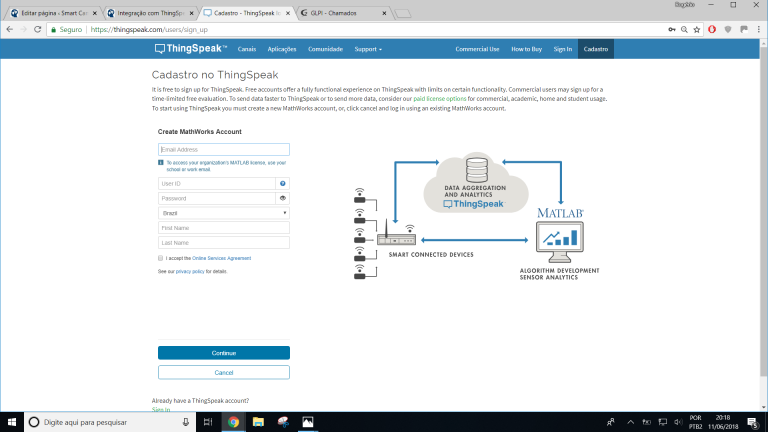 Editar página ‹ Smart Ca
Integração com ThingSp
Cadastro - ThingSpeak Io
GLPI - Chamados
Seguro
https://thingspeak.com/users/sign_up
ThingSpeak™
Canais
Aplicações
Comunidade
Support
Commercial Use
How to Buy
Sign In
Cadastro
Cadastro no ThingSpeak
It is free to sign up for ThingSpeak. Free accounts offer a fully functional experience on ThingSpeak with limits on certain functionality. Commercial users may sign up for a
time-limited free evaluation. To send data faster to ThingSpeak or to send more data, consider our paid license options for commercial, academic, home and student usage.
To start using ThingSpeak you must create a new MathWorks account, or, click cancel and log in using an existing MathWorks account.
Create MathWorks Account
Email Address
To access your organization's MATLAB license, use your
school or work email.
User ID
Password
Brazil
First Name
Last Name
I accept the Online Services Agreement
See our privacy policy for details.
Continue
Cancel
Already have a ThingSpeak account?
Sign In
DATA AGGREGATION
AND ANALYTICS
ThingSpeak
SMART CONNECTED DEVICES
MATLAB
ALGORITHM DEVELOPMENT
SENSOR ANALYTICS
Digite aqui para pesquisar
POR
PTB2
20:18
11/06/2018
5